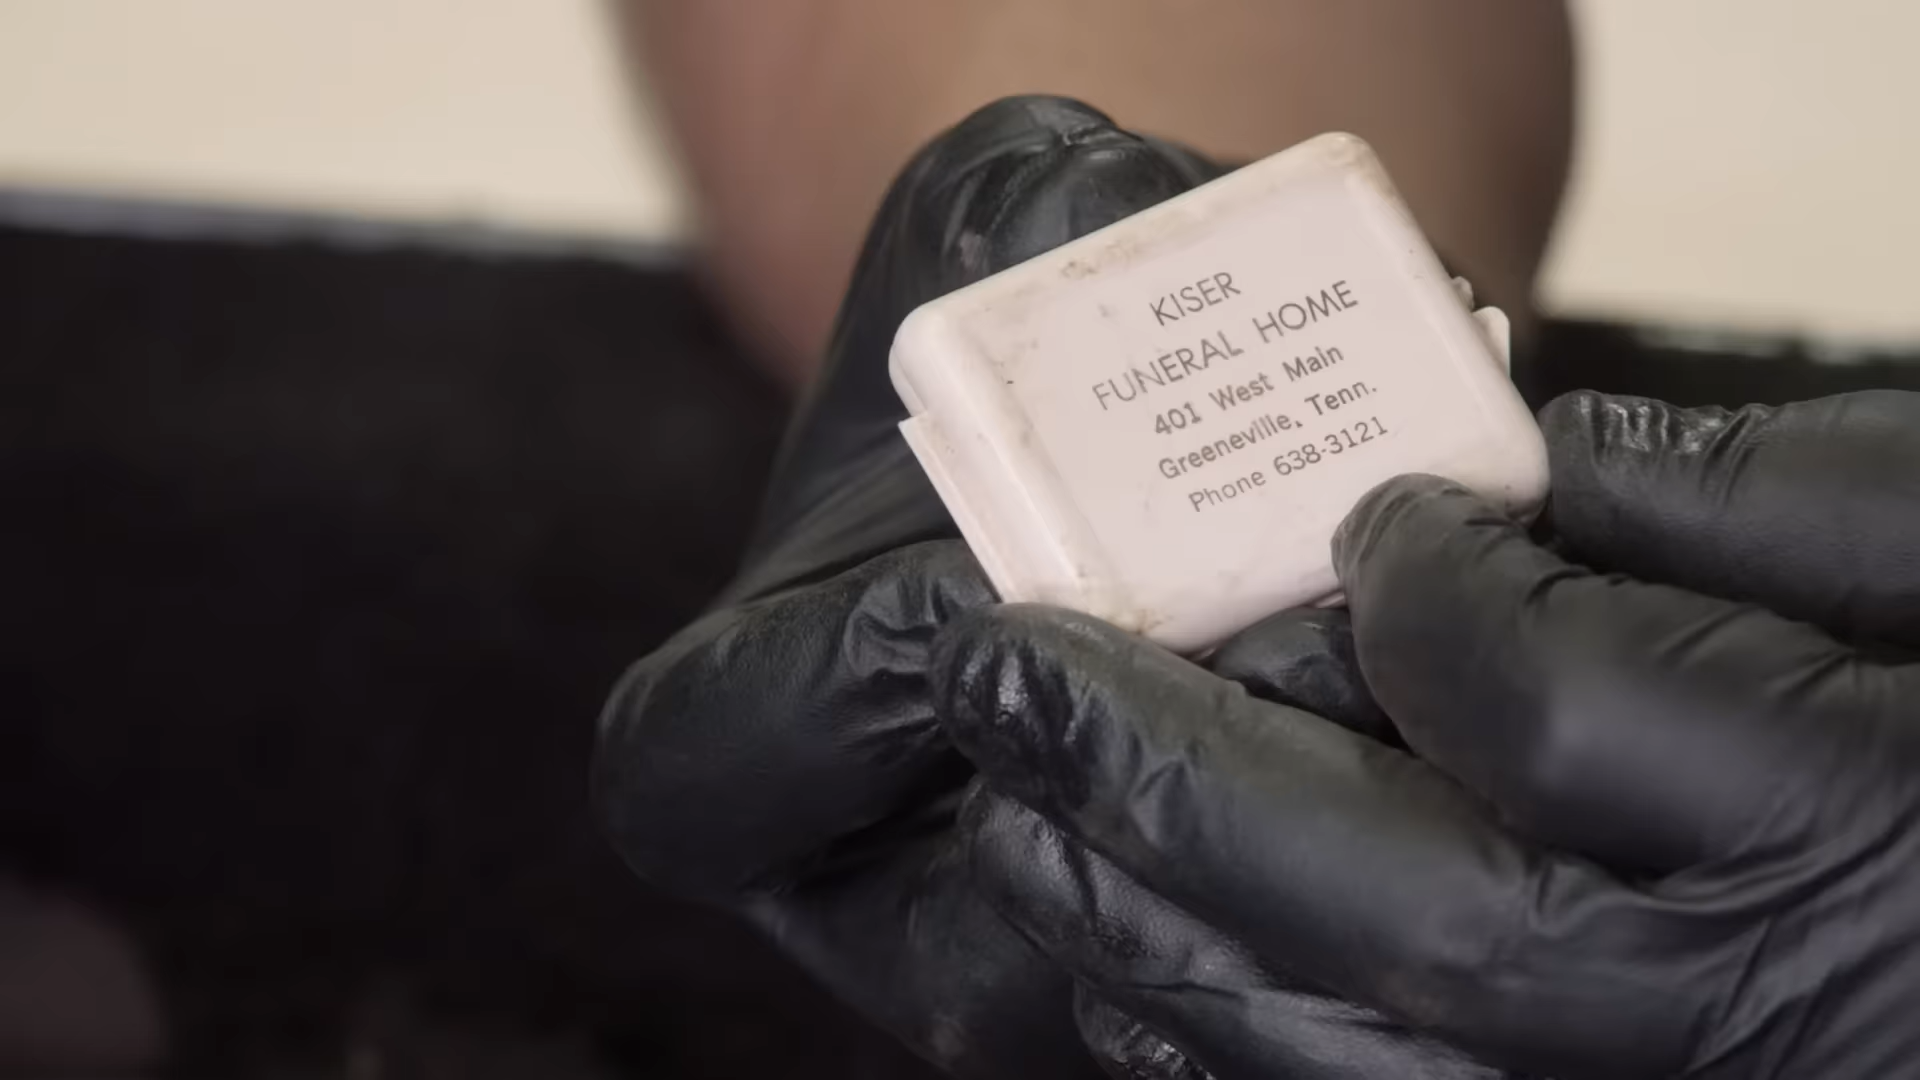 KISER
FUNERAL HOME
401 West Main
Greeneville, Tenn.
Phone 638-3121